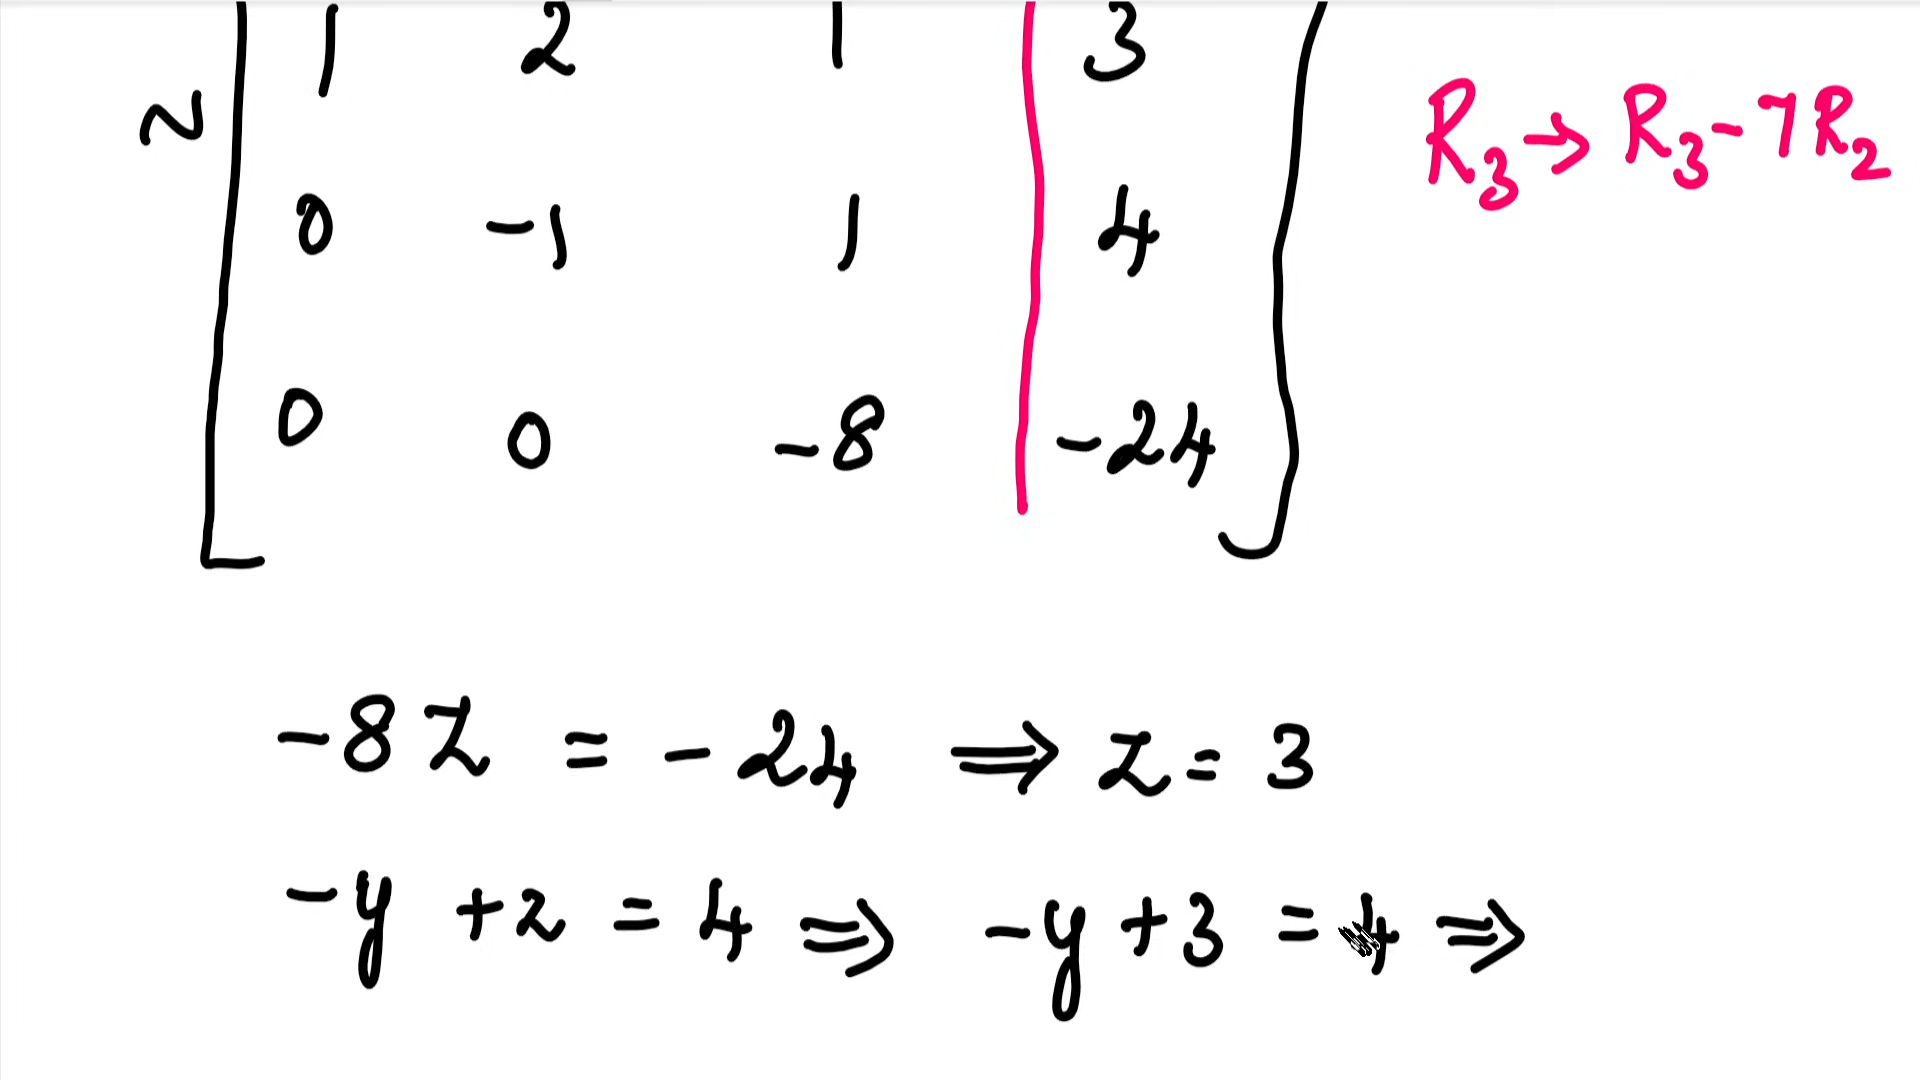 1 2 1 3
~ R₃ → R₃ - 7R₂
0 -1 1 4
0 0 -8 -24
-8z = -24 ⇒ z = 3
-y + z = 4 ⇒ -y + 3 = 4 ⇒